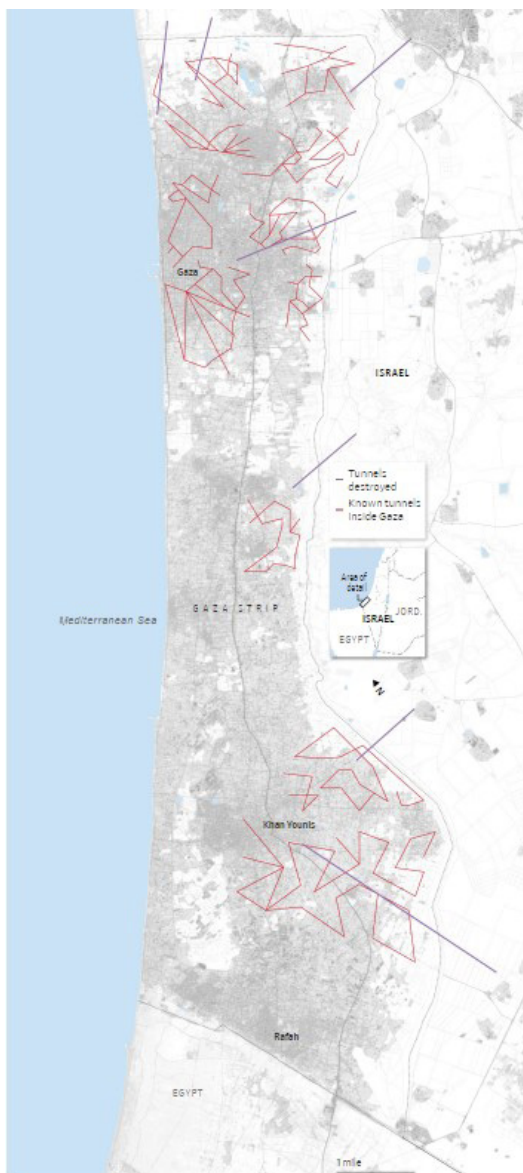 Gaza
ISRAEL
Tunnels
destroyed
Known tunnels
Inside Gaza
Area of
detail
ISRAEL
JORD.
EGYPT
Mediterranean Sea
GAZA STRIP
N
Khan Younis
Rafah
EGYPT
1 mile